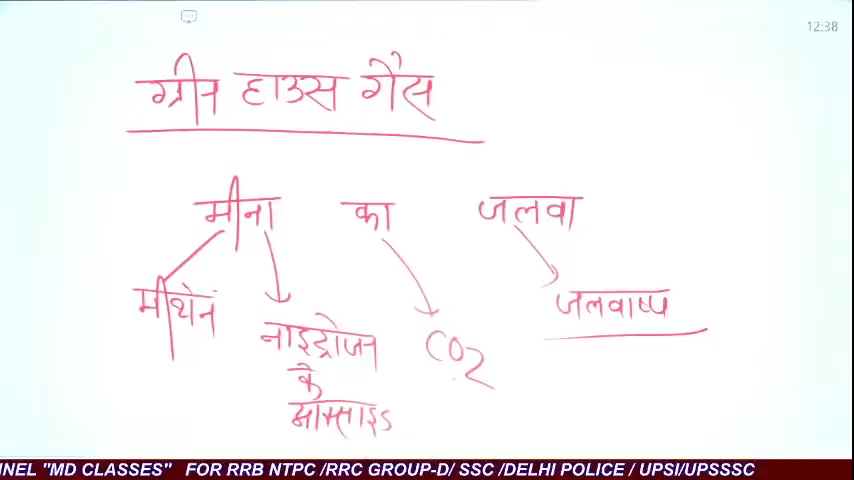 12:38
ग्रीन हाउस गैस
मीना का जलवा
मीथेन
नाइट्रोजन
के
ऑक्साइड
CO2
जलवाष्प
NNEL "MD CLASSES" FOR RRB NTPC /RRC GROUP-D/ SSC /DELHI POLICE / UPSI/UPSSSC